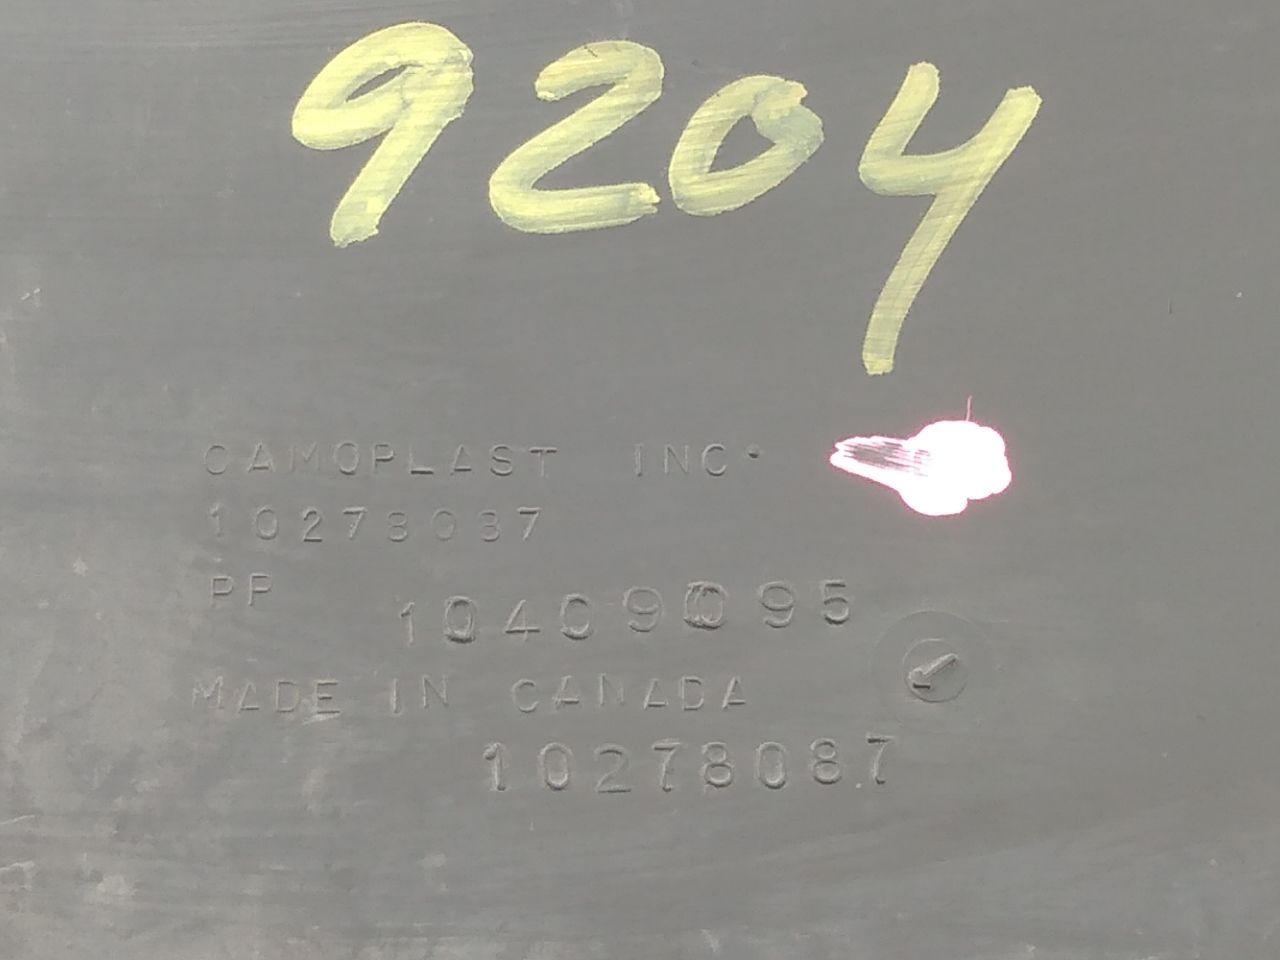 9204
CAMOPLAST INC.
10278087
PP 10409095
MADE IN CANADA
10278087